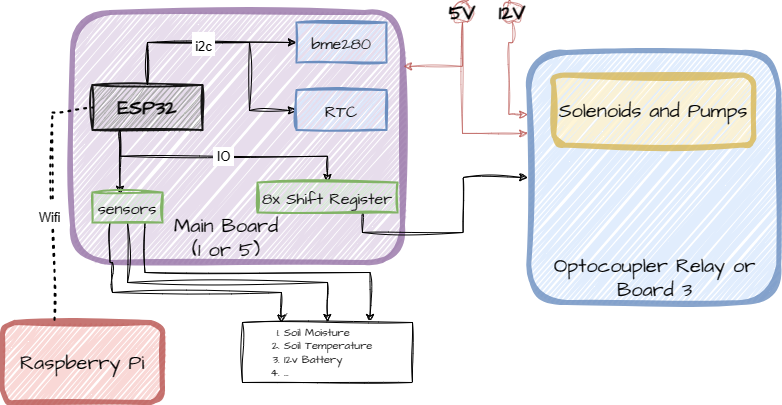 5V
12V
i2c
bme280
ESP32
RTC
Solenoids and Pumps
IO
sensors
8x Shift Register
Wifi
Main Board
(1 or 5)
Optocoupler Relay or
Board 3
Raspberry Pi
1. Soil Moisture
2. Soil Temperature
3. 12v Battery
4. ...